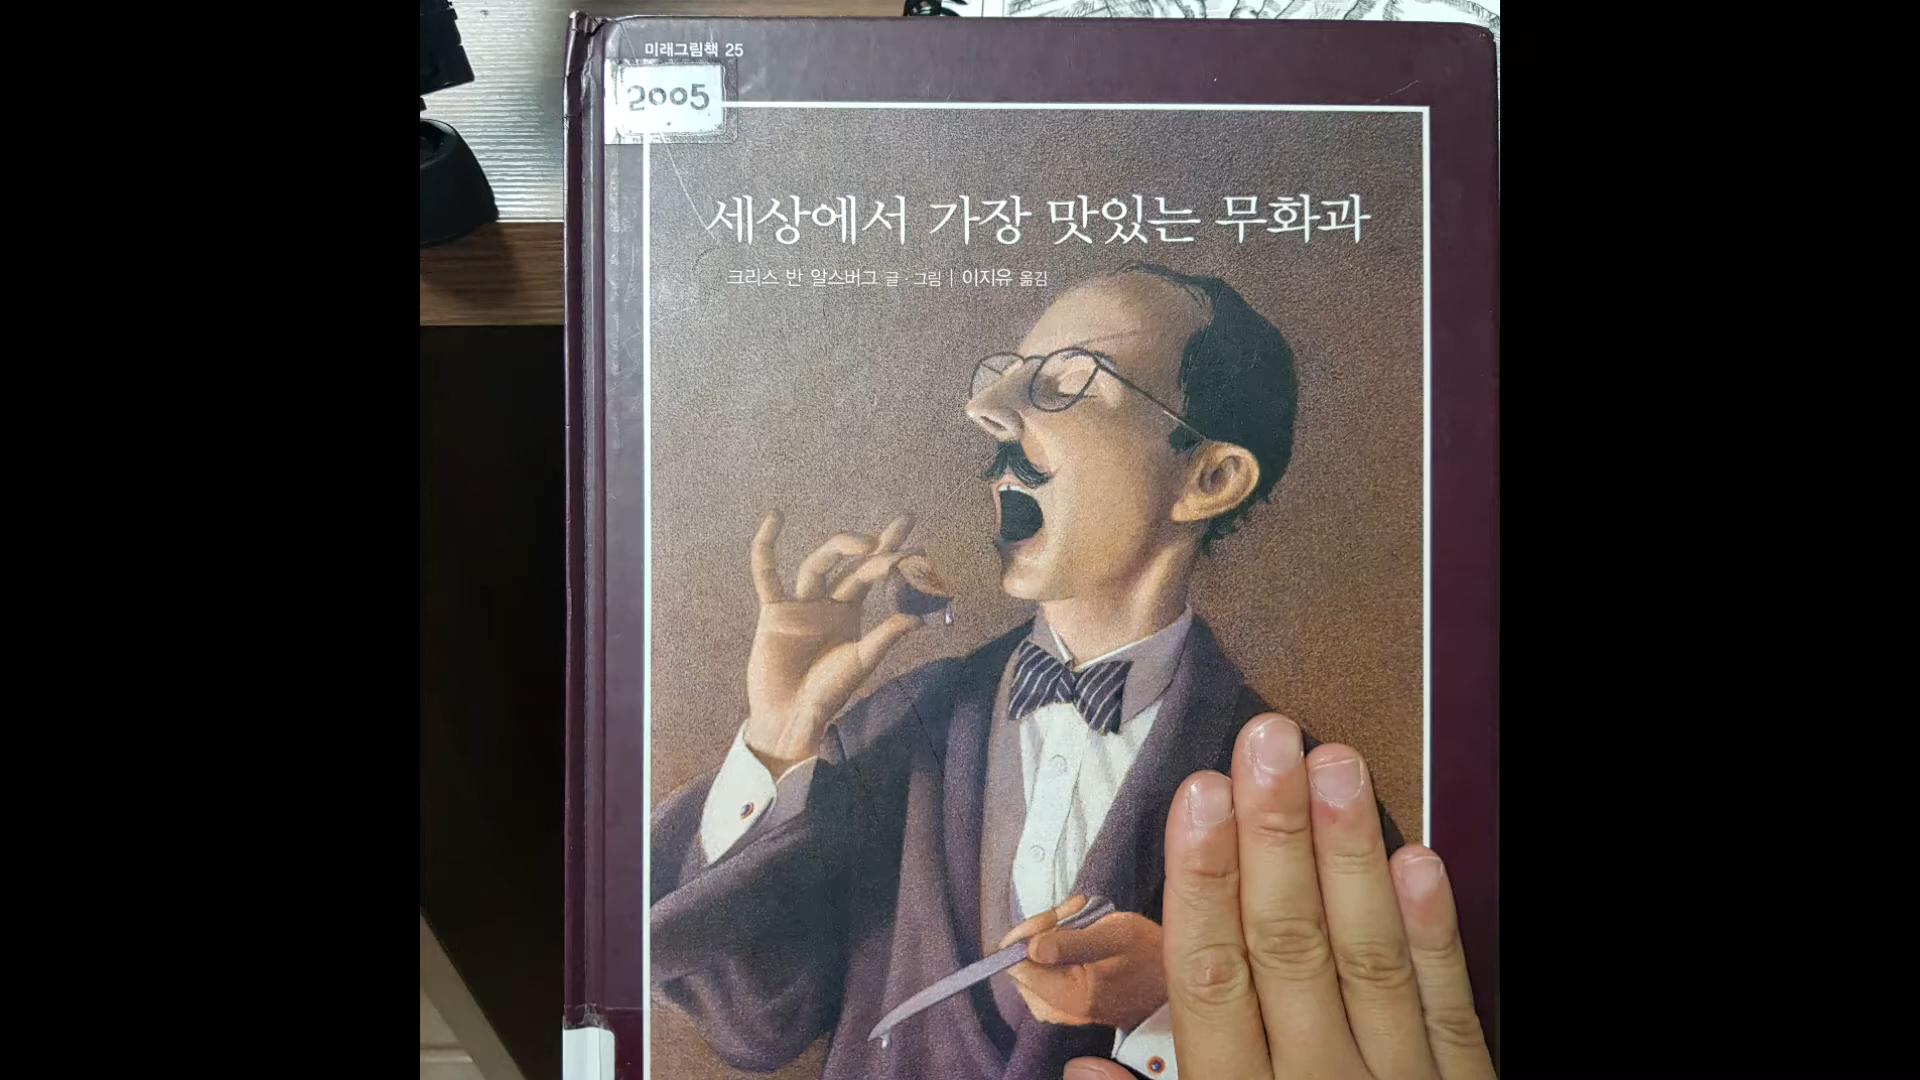 미래그림책 25
2005
세상에서 가장 맛있는 무화과
크리스 반 알스버그 글·그림 | 이지유 옮김